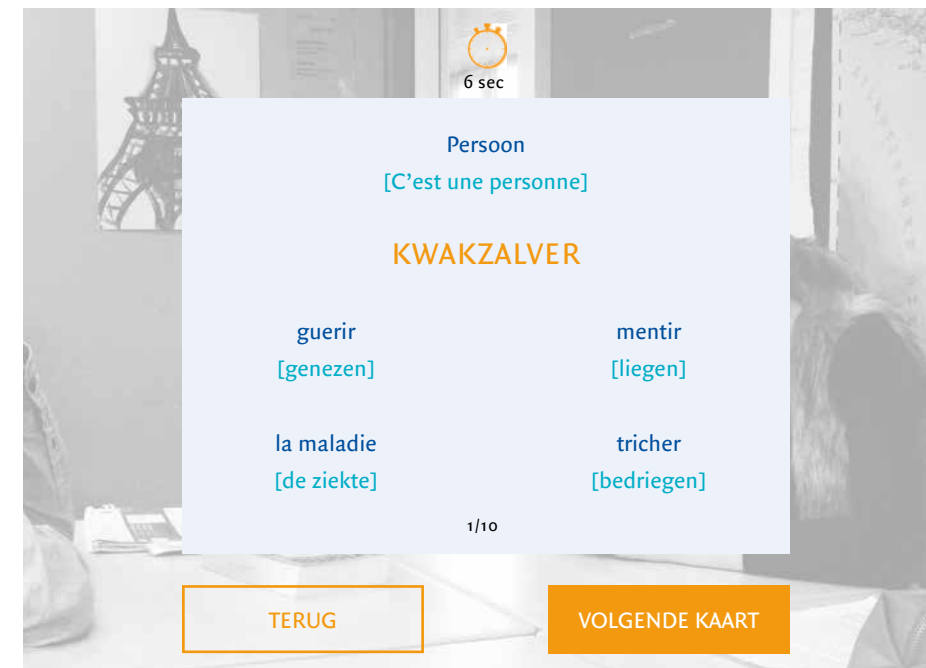 6 sec
Persoon
[C’est une personne]
KWAKZALVER
guerir
[genezen]
mentir
[liegen]
la maladie
[de ziekte]
tricher
[bedriegen]
1/10
TERUG
VOLGENDE KAART